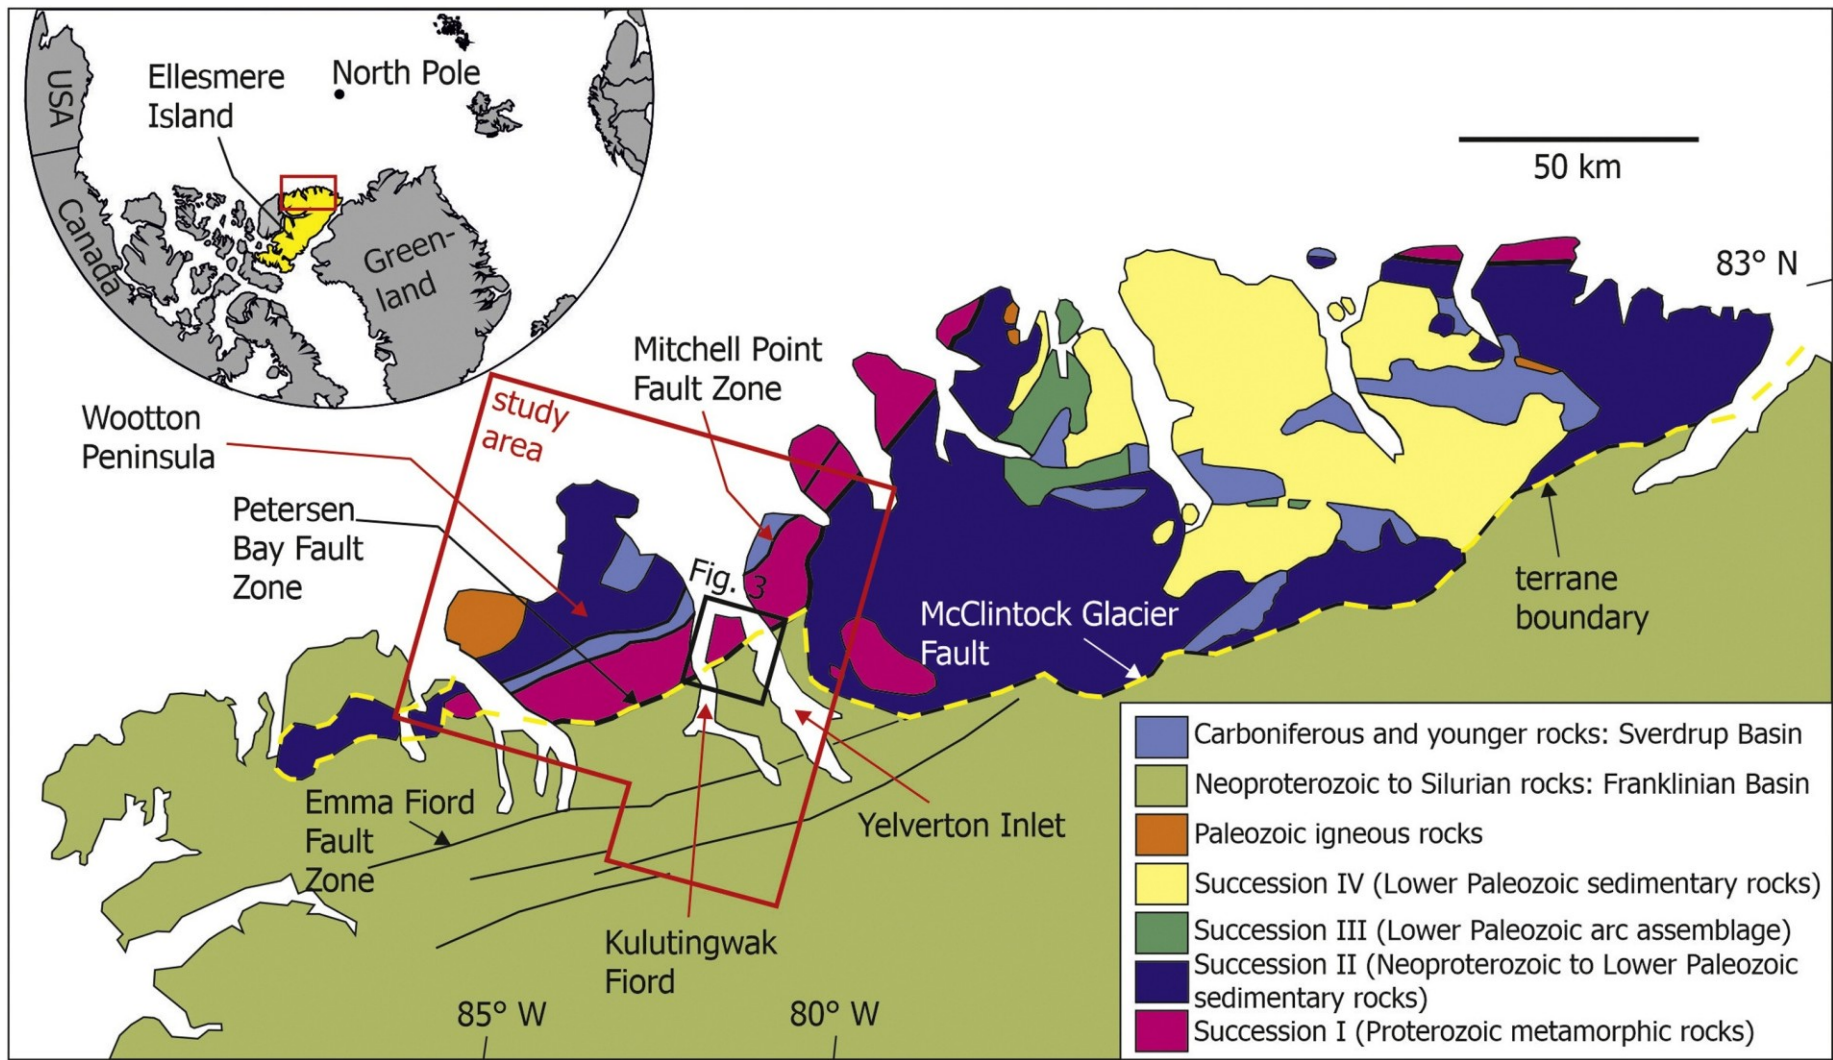 USA
Canada
Ellesmere
Island
North Pole
Green-
land
50 km
83° N
Mitchell Point
Fault Zone
study
area
Wootton
Peninsula
Petersen
Bay Fault
Zone
Fig. 3
McClintock Glacier
Fault
terrane
boundary
Emma Fiord
Fault
Zone
Yelverton Inlet
Kulutingwak
Fiord
85° W
80° W
Carboniferous and younger rocks: Sverdrup Basin
Neoproterozoic to Silurian rocks: Franklinian Basin
Paleozoic igneous rocks
Succession IV (Lower Paleozoic sedimentary rocks)
Succession III (Lower Paleozoic arc assemblage)
Succession II (Neoproterozoic to Lower Paleozoic
sedimentary rocks)
Succession I (Proterozoic metamorphic rocks)